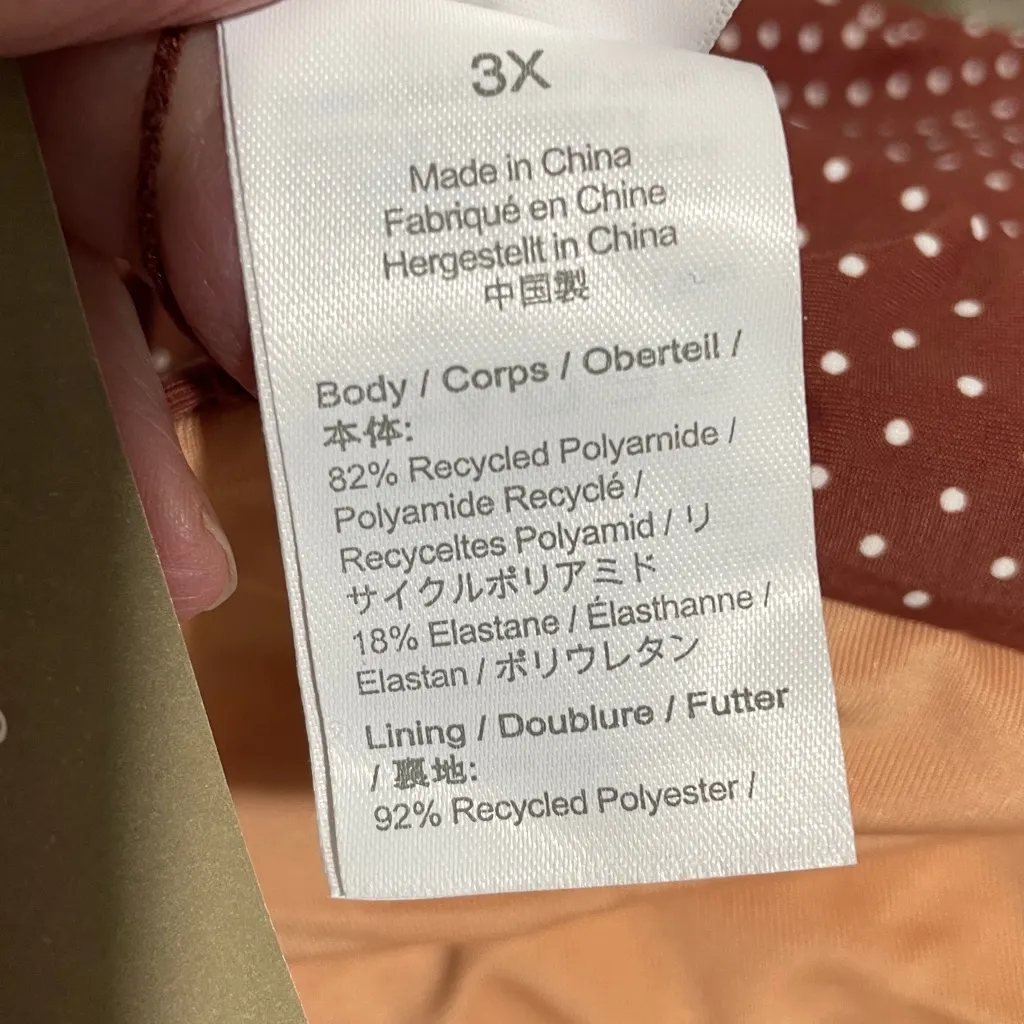 3X
Made in China
Fabriqué en Chine
Hergestellt in China
中国製
Body / Corps / Oberteil /
本体:
82% Recycled Polyamide /
Polyamide Recyclé /
Recyceltes Polyamid / リ
サイクルポリアミド
18% Elastane / Élasthanne /
Elastan / ポリウレタン
Lining / Doublure / Futter
/ 裏地:
92% Recycled Polyester /